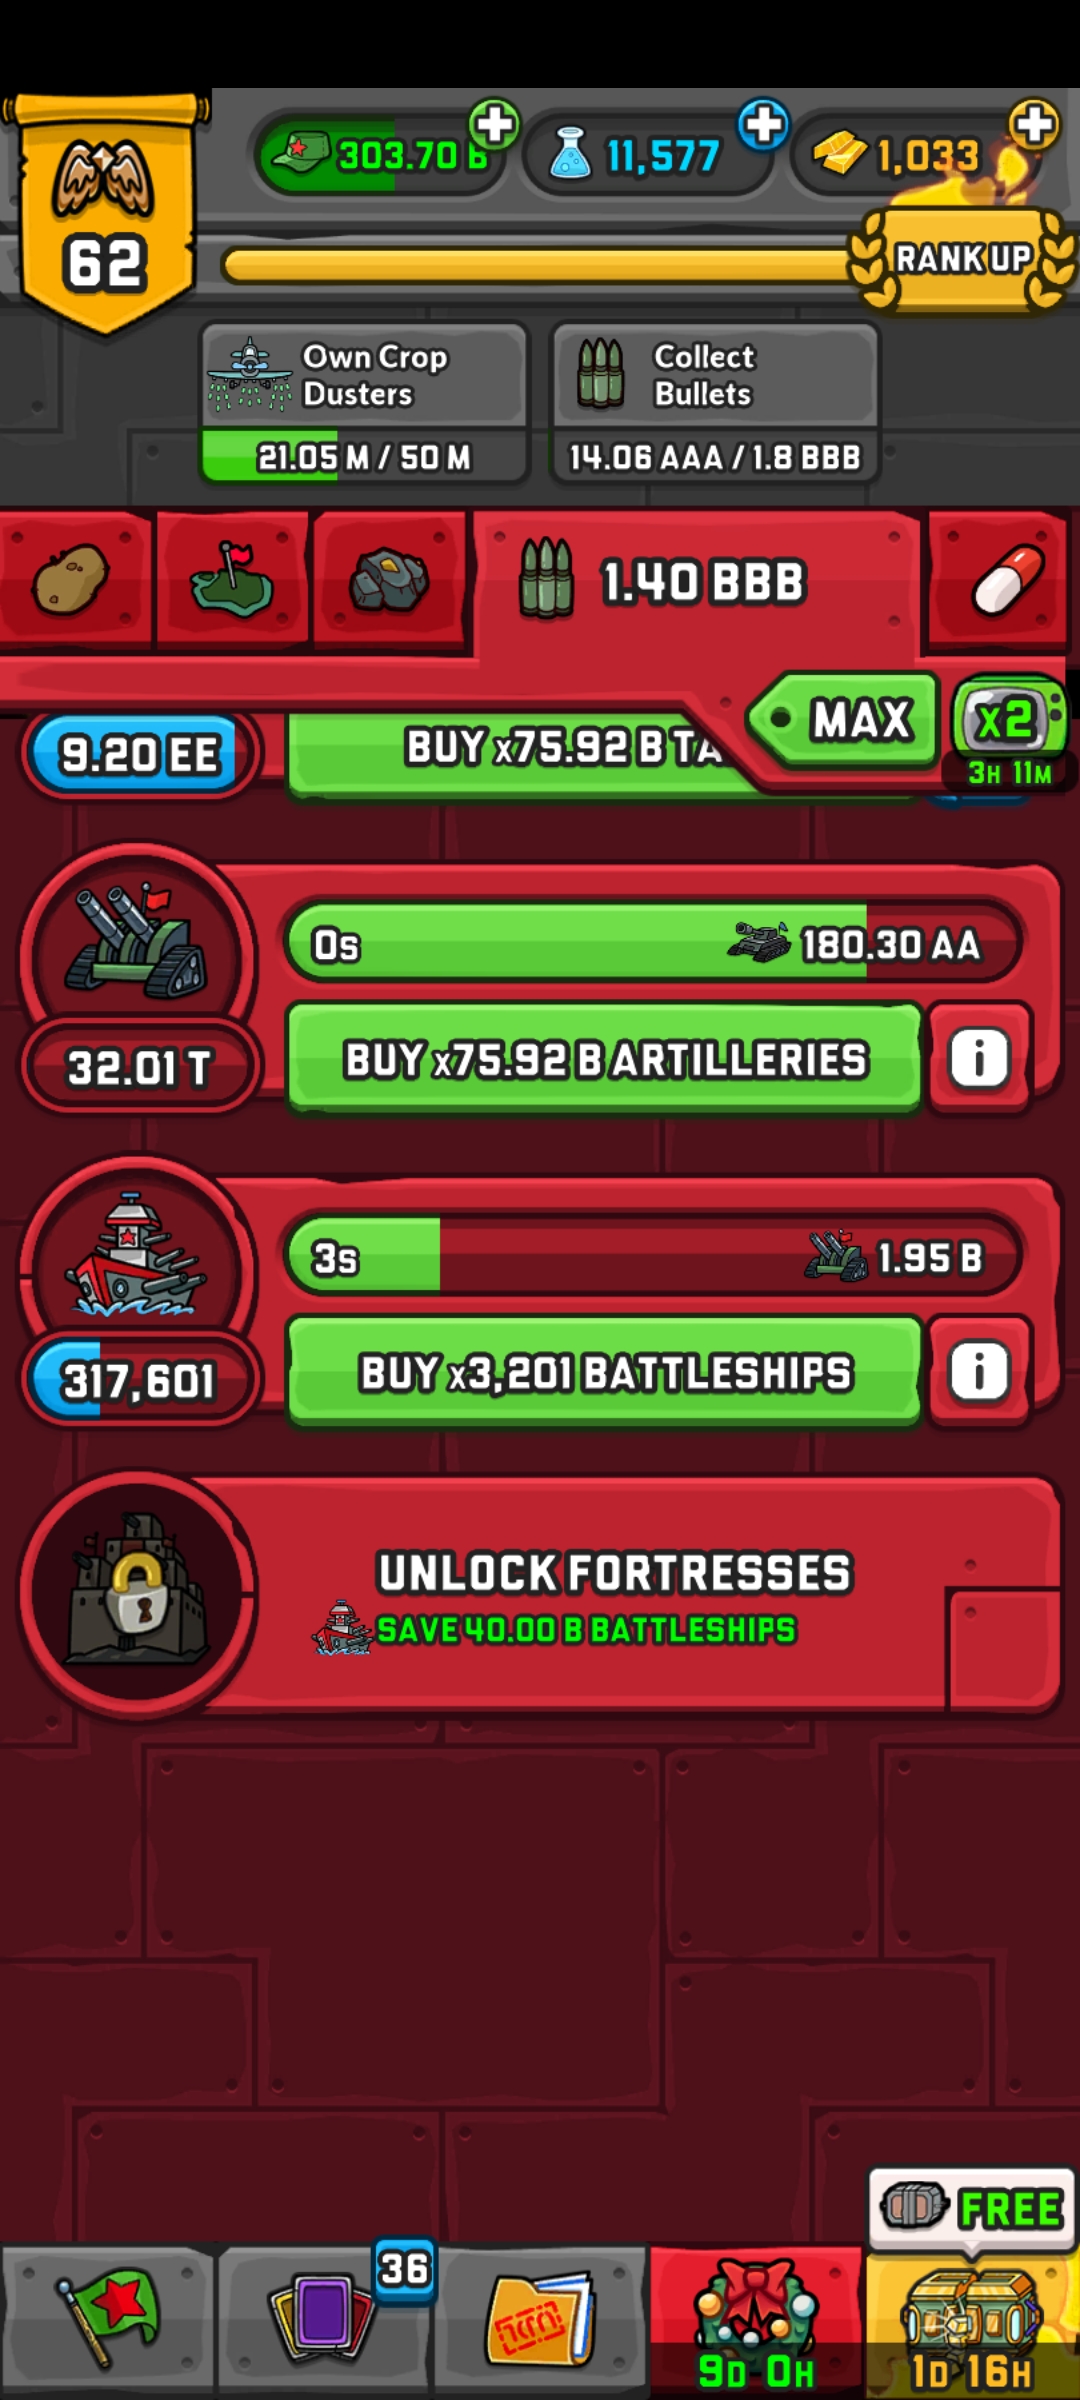 303.70 B
11,577
1,033
62
RANK UP
Own Crop
Dusters
21.05 M / 50 M
Collect
Bullets
14.06 AAA / 1.8 BBB
1.40 BBB
MAX
x2
3H 11M
9.20 EE
BUY x75.92 B TA
0s
180.30 AA
32.01 T
BUY x75.92 B ARTILLERIES
i
3s
1.95 B
317,601
BUY x3,201 BATTLESHIPS
i
UNLOCK FORTRESSES
SAVE 40.00 B BATTLESHIPS
FREE
36
9D 0H
1D 16H